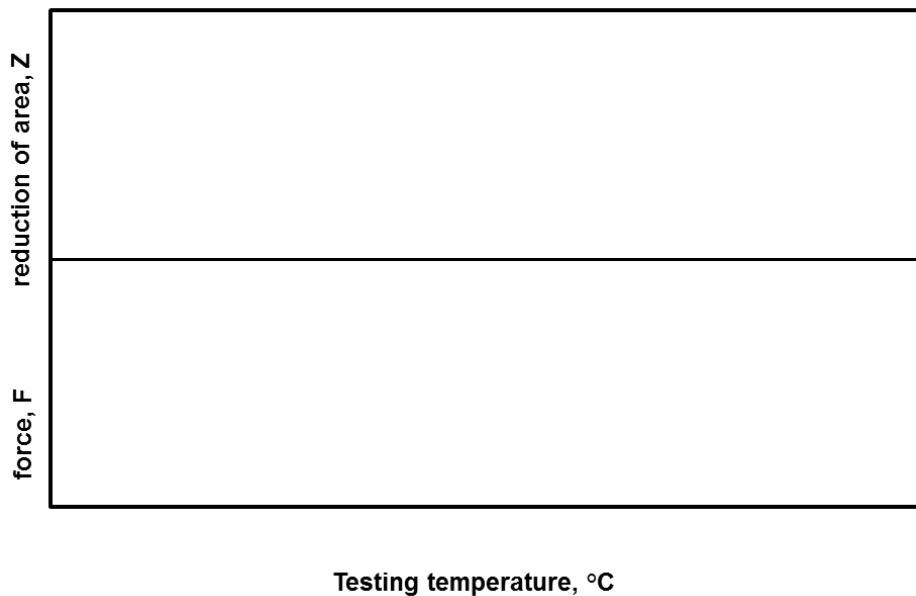 reduction of area, Z
force, F
Testing temperature, °C